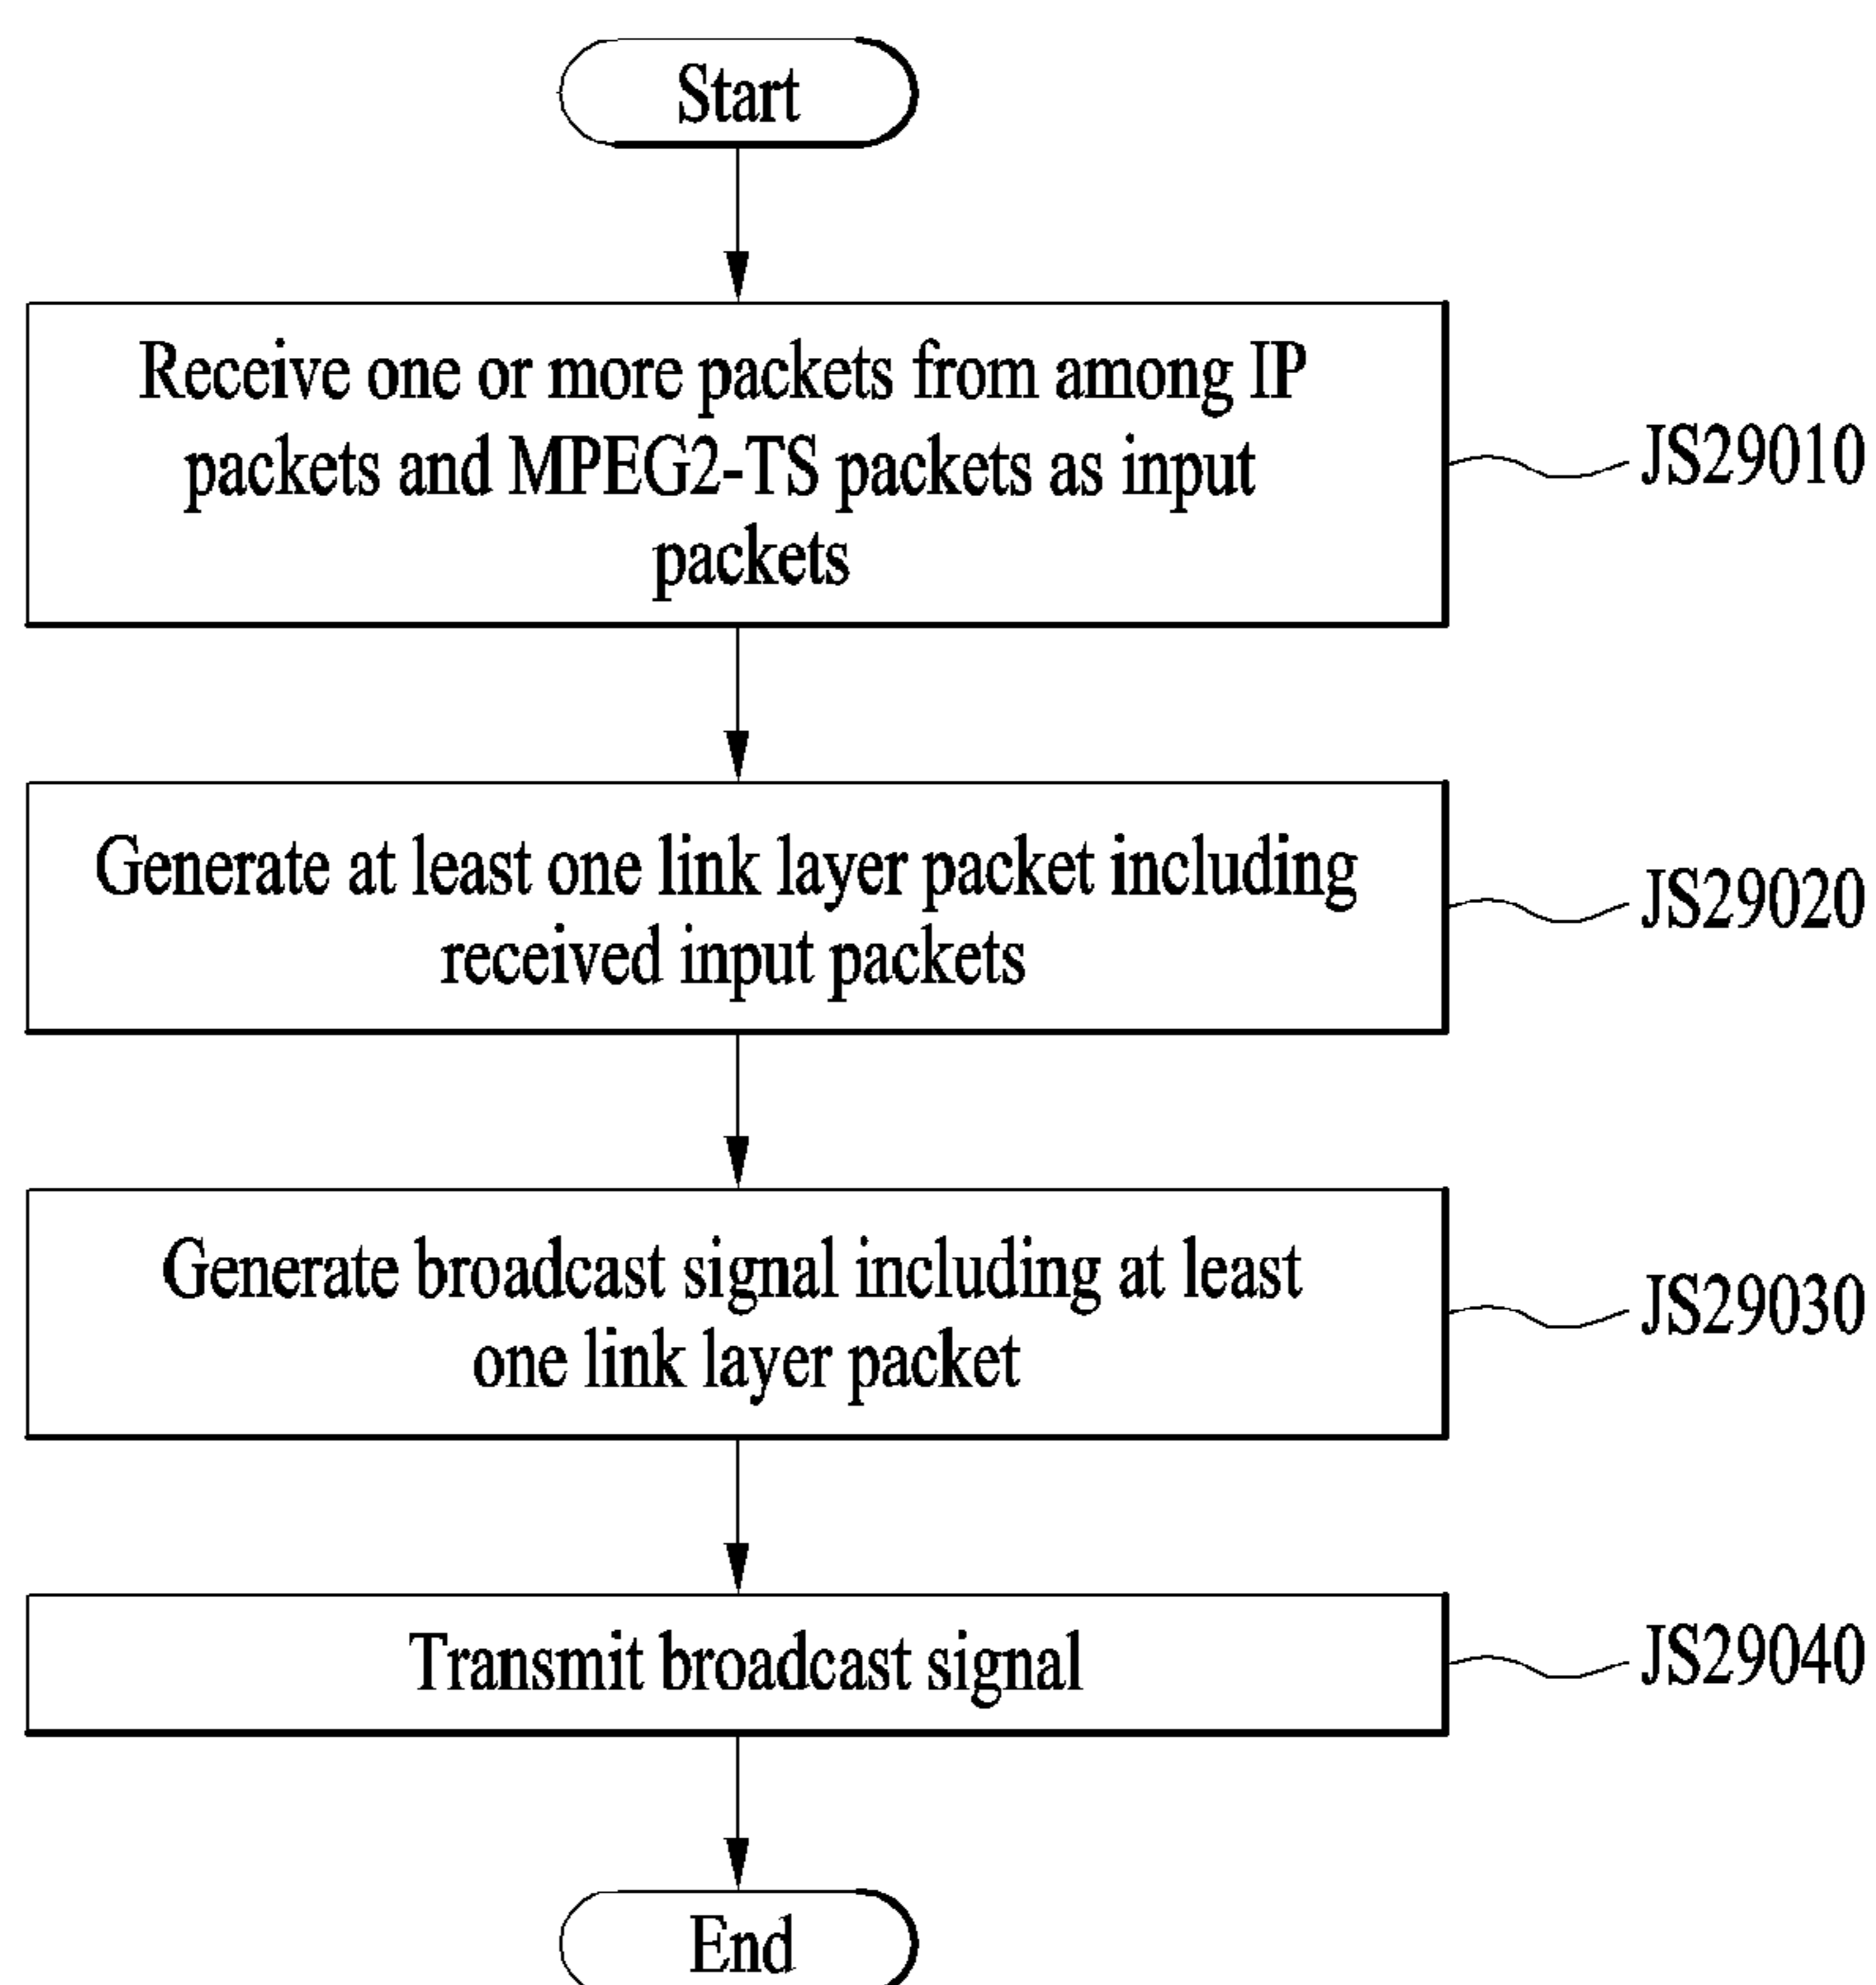 Start
Receive one or more packets from among IP
packets and MPEG2-TS packets as input
packets
JS29010
Generate at least one link layer packet including
received input packets
JS29020
Generate broadcast signal including at least
one link layer packet
JS29030
Transmit broadcast signal
JS29040
End